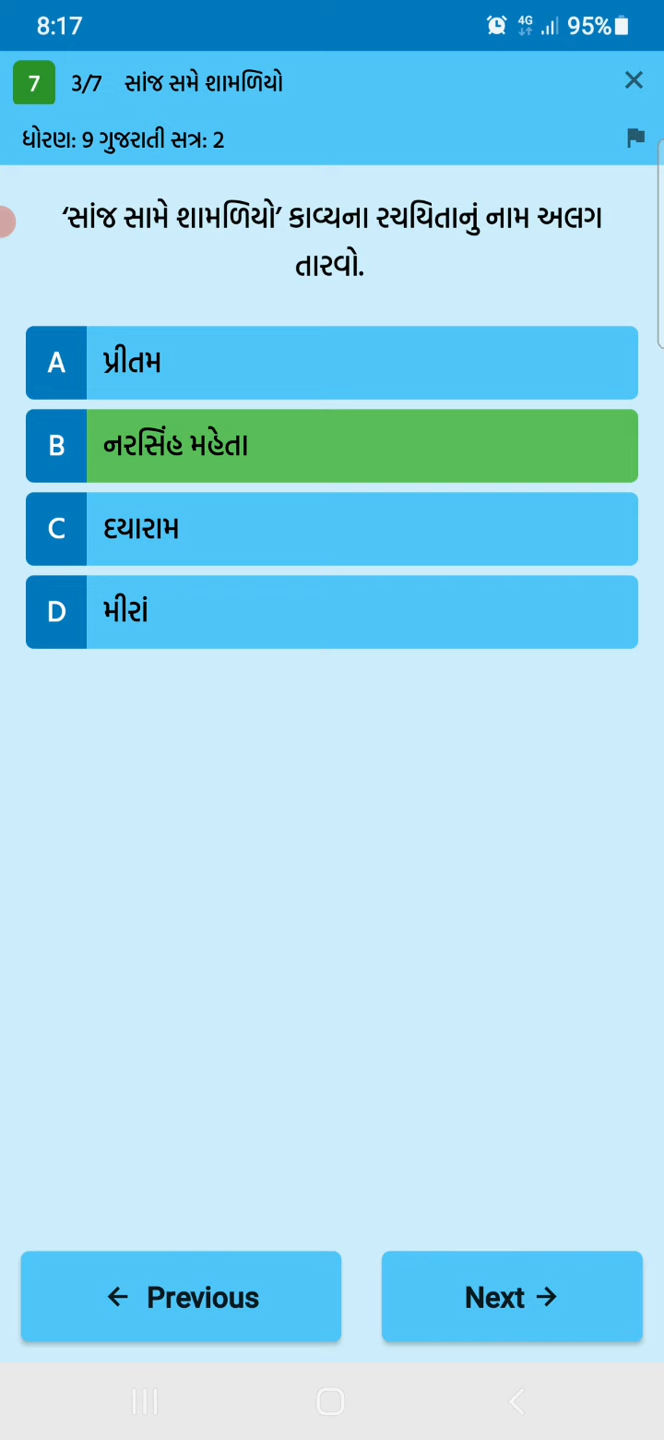 8:17 4G 95%
7 3/7 સાંજ સમે શામળિયો ×
ધોરણ: 9 ગુજરાતી સત્ર: 2
‘સાંજ સામે શામળિયો’ કાવ્યના રચયિતાનું નામ અલગ
તારવો.
A પ્રીતમ
B નરસિંહ મહેતા
C દયારામ
D મીરાં
← Previous Next →